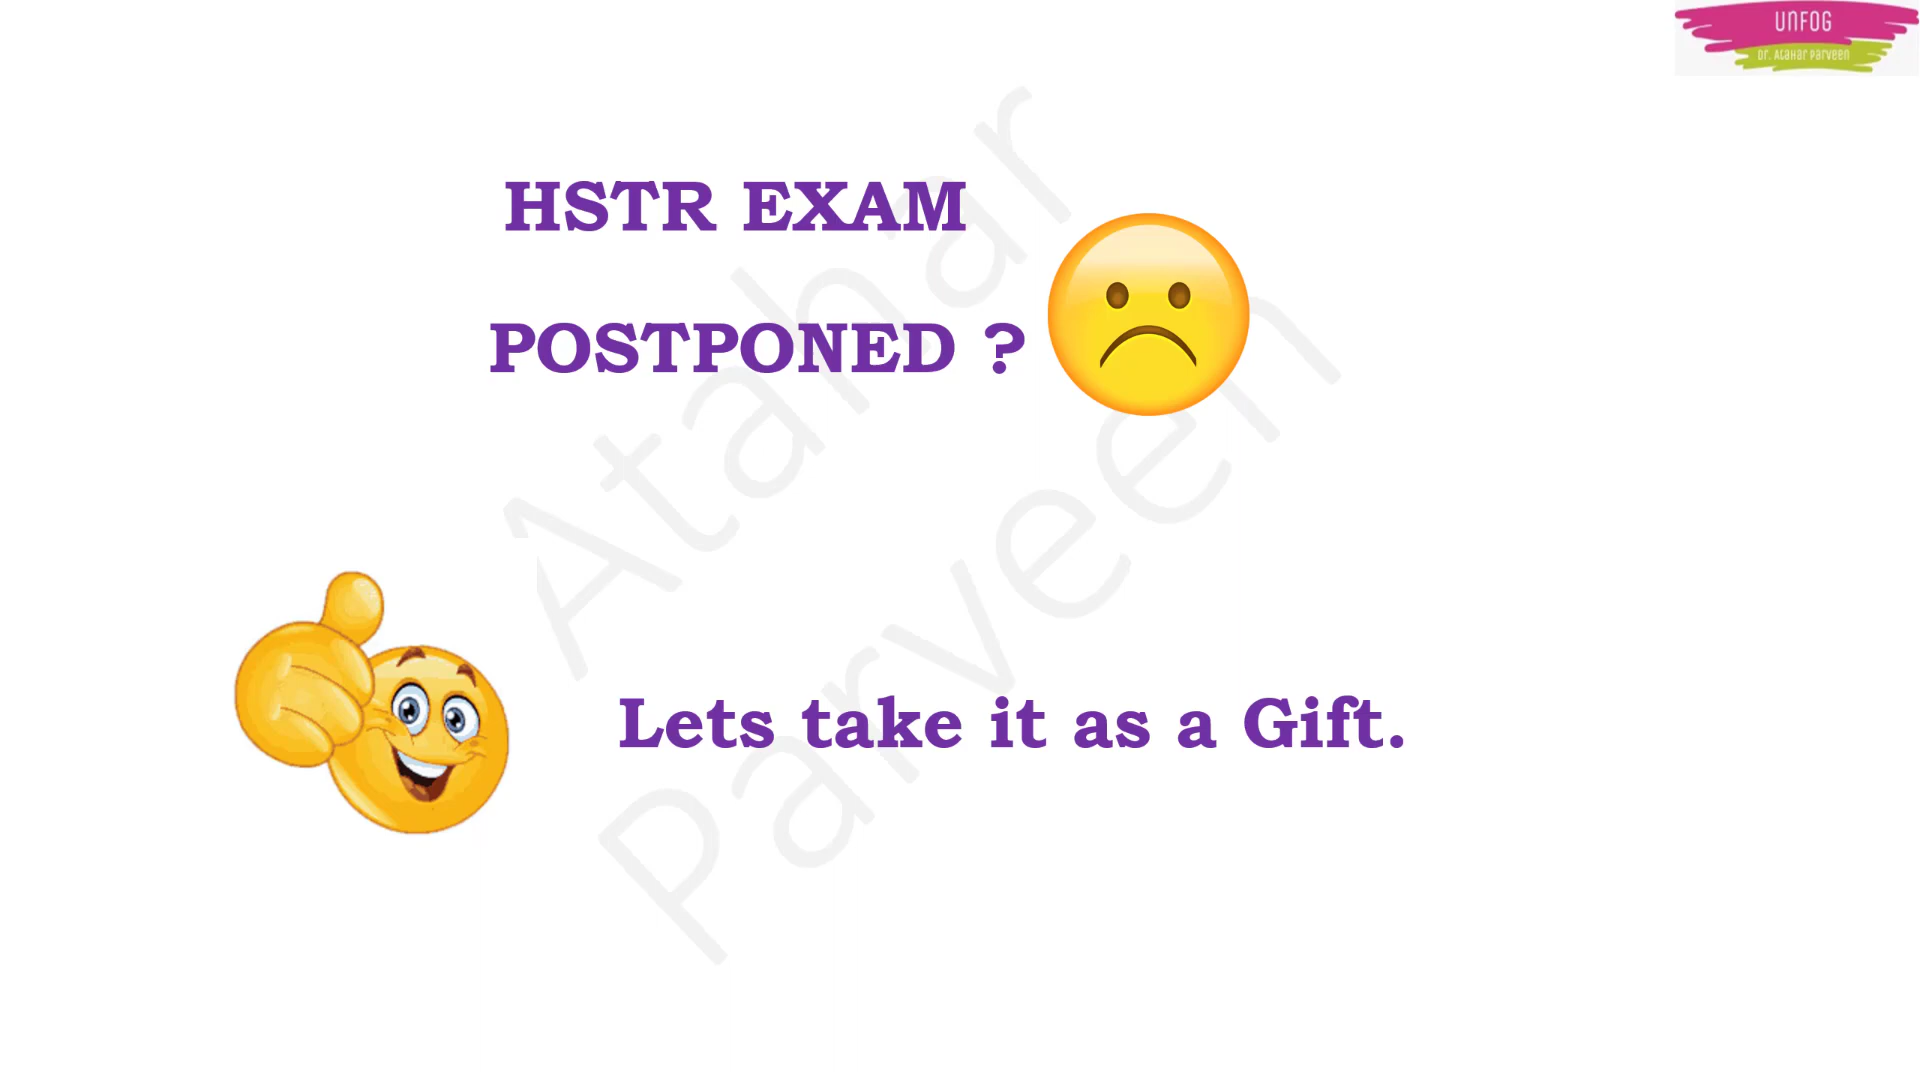 UNFOG
Dr. Atahar Parveen
HSTR EXAM
POSTPONED ?
Lets take it as a Gift.
Atahar
Parveen